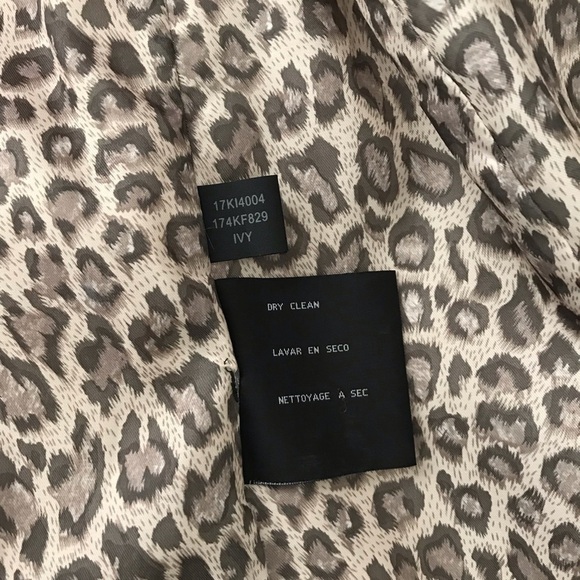 17KI4004
174KF829
IVY
DRY CLEAN
LAVAR EN SECO
NETTOYAGE A SEC